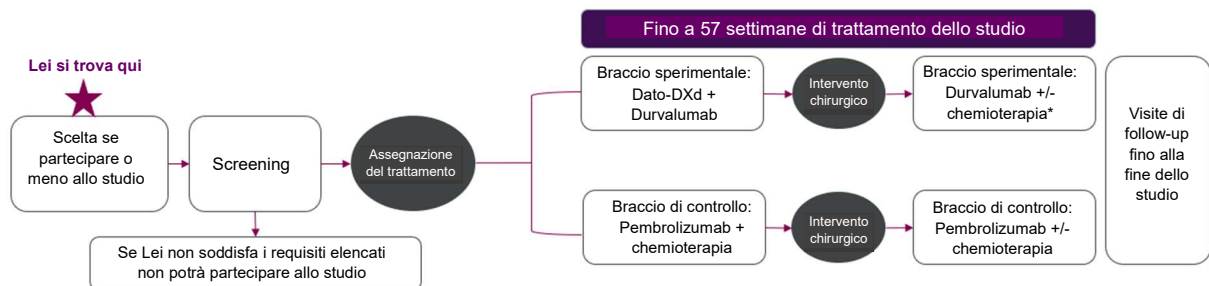 Fino a 57 settimane di trattamento dello studio
Lei si trova qui
Scelta se
partecipare o
meno allo studio
Screening
Se Lei non soddisfa i requisiti elencati
non potrà partecipare allo studio
Assegnazione
del trattamento
Braccio sperimentale:
Dato-DXd +
Durvalumab
Intervento
chirurgico
Braccio sperimentale:
Durvalumab +/-
chemioterapia*
Braccio di controllo:
Pembrolizumab +
chemioterapia
Intervento
chirurgico
Braccio di controllo:
Pembrolizumab +/-
chemioterapia
Visite di
follow-up
fino alla
fine dello
studio